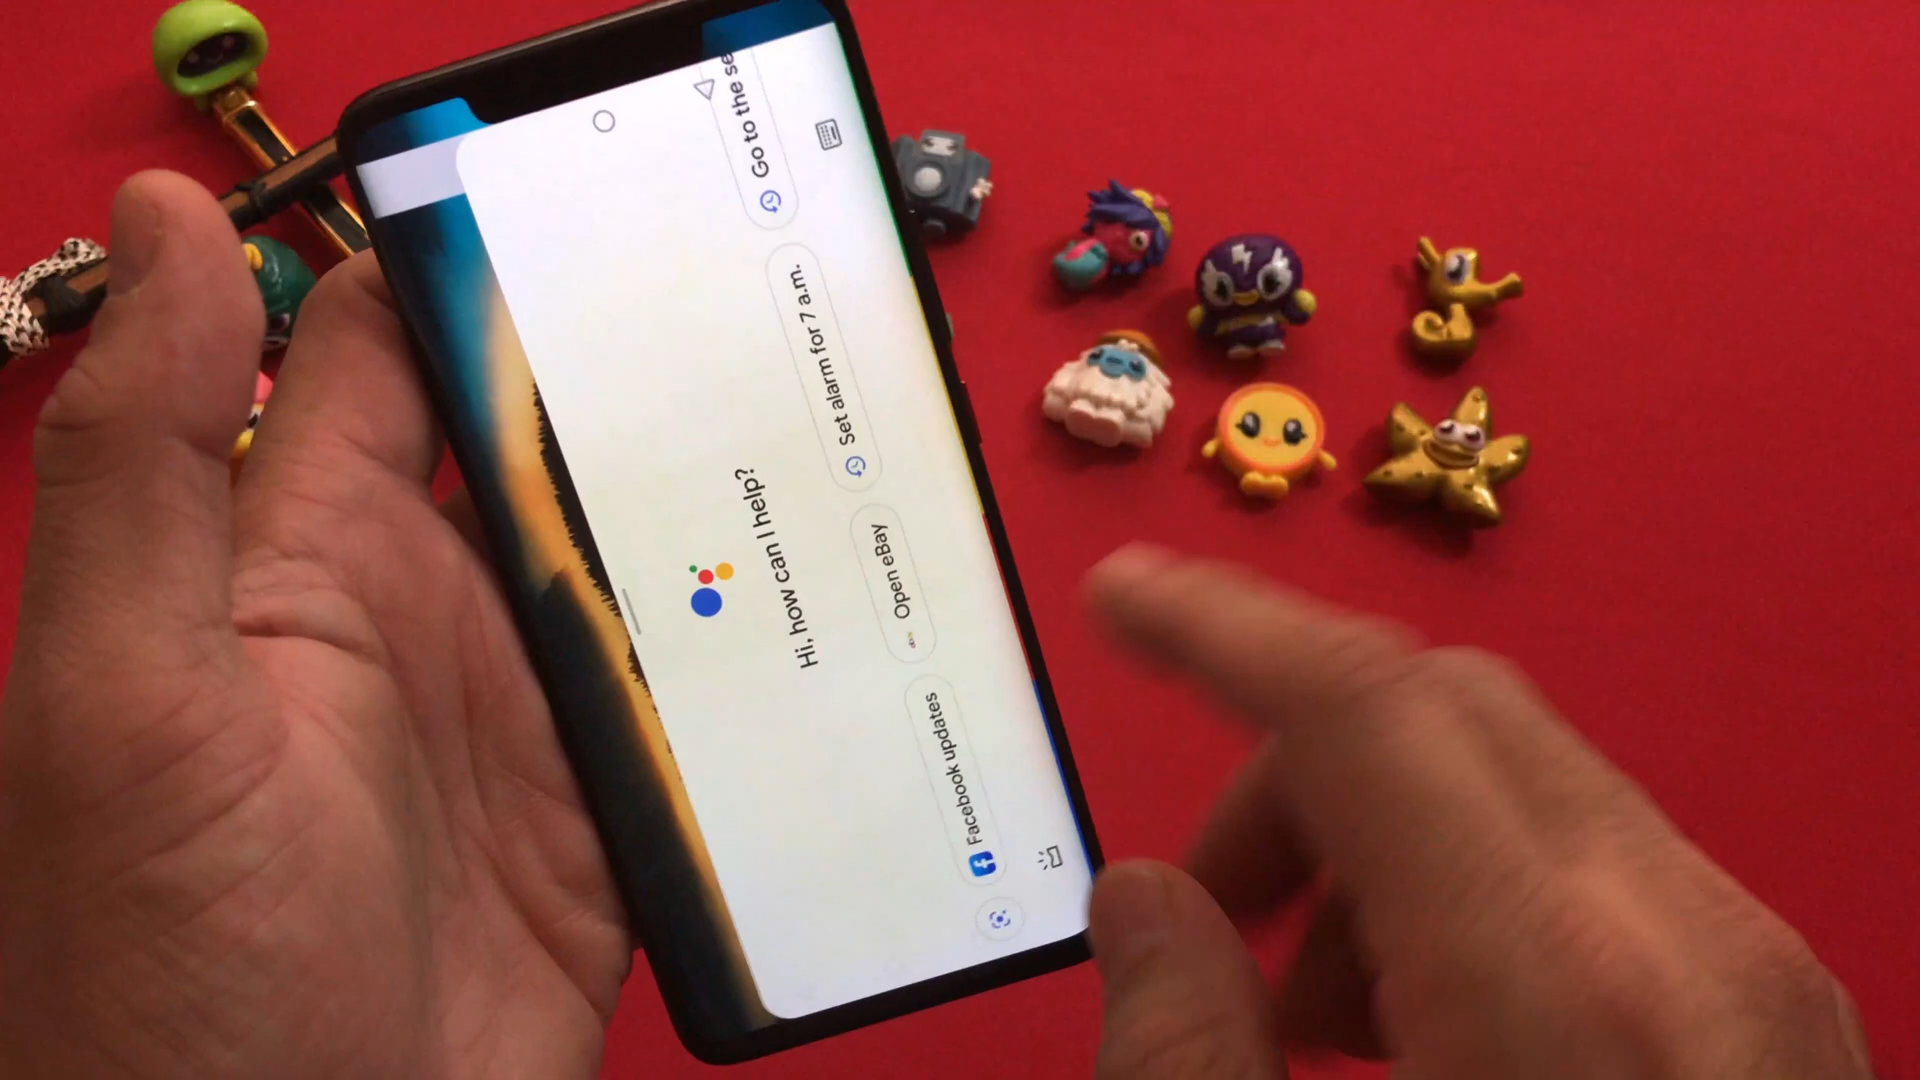 Hi, how can I help?
Facebook updates
Open eBay
Set alarm for 7 a.m.
Go to the se